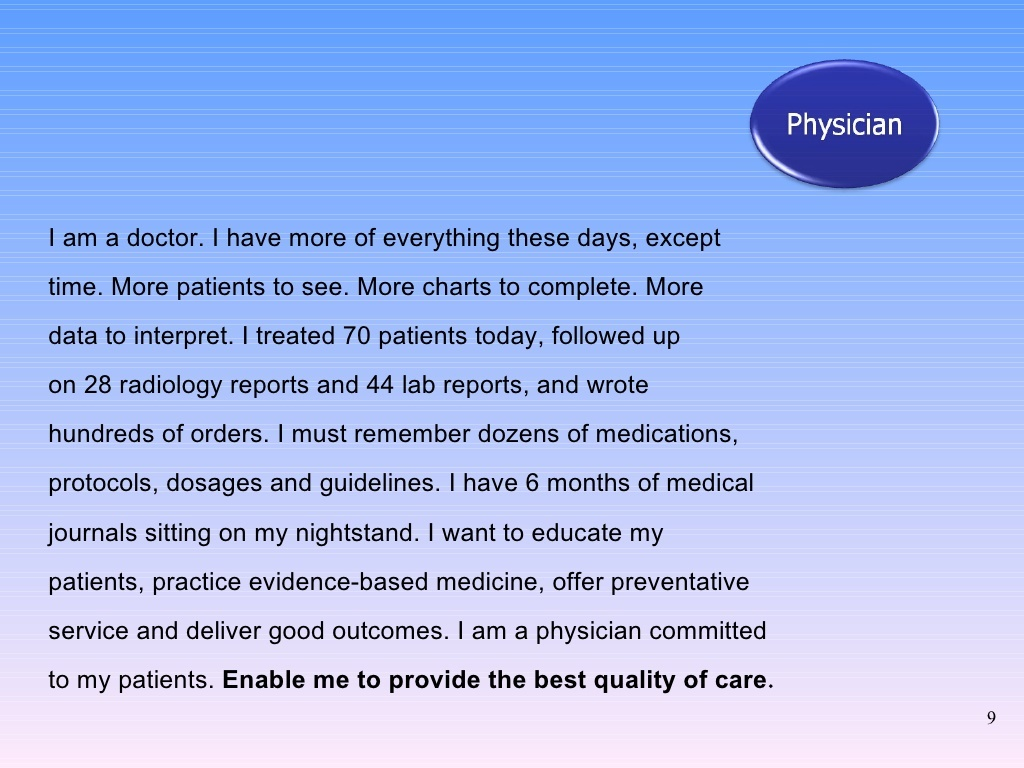 Physician
I am a doctor. I have more of everything these days, except
time. More patients to see. More charts to complete. More
data to interpret. I treated 70 patients today, followed up
on 28 radiology reports and 44 lab reports, and wrote
hundreds of orders. I must remember dozens of medications,
protocols, dosages and guidelines. I have 6 months of medical
journals sitting on my nightstand. I want to educate my
patients, practice evidence-based medicine, offer preventative
service and deliver good outcomes. I am a physician committed
to my patients. Enable me to provide the best quality of care.
9